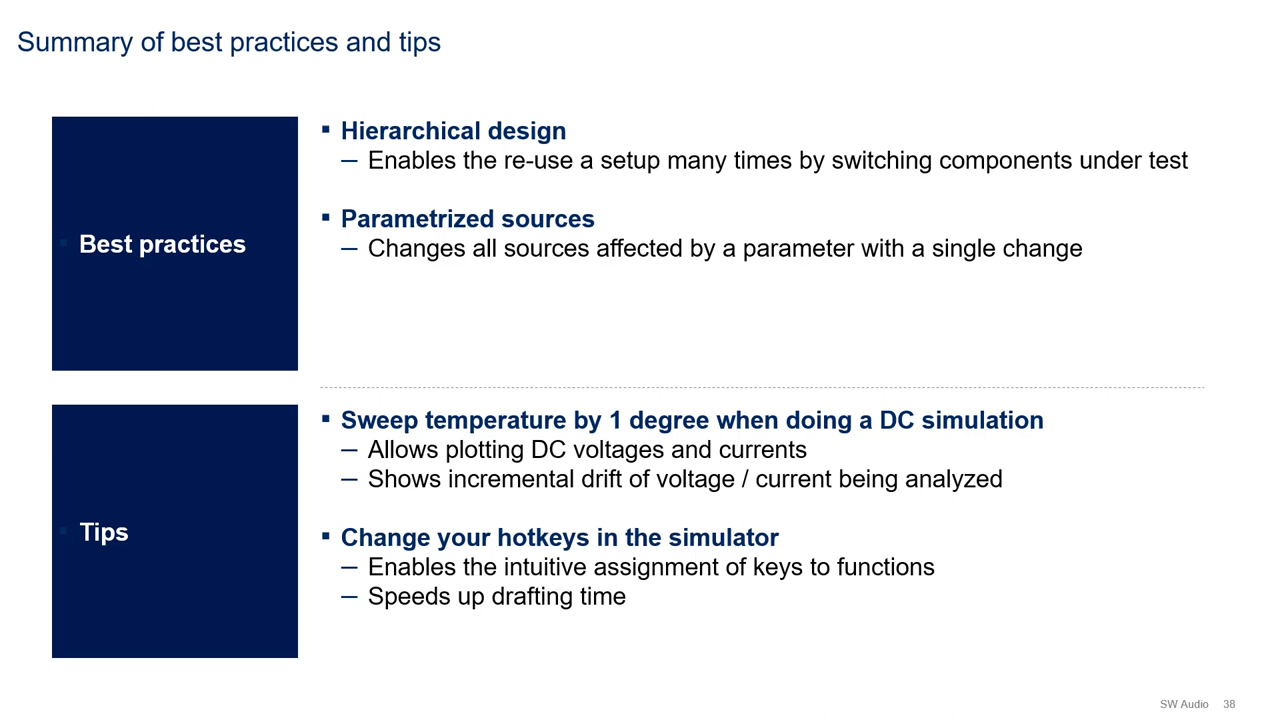 Summary of best practices and tips
▪ Best practices
▪ Hierarchical design
– Enables the re-use a setup many times by switching components under test
▪ Parametrized sources
– Changes all sources affected by a parameter with a single change
▪ Tips
▪ Sweep temperature by 1 degree when doing a DC simulation
– Allows plotting DC voltages and currents
– Shows incremental drift of voltage / current being analyzed
▪ Change your hotkeys in the simulator
– Enables the intuitive assignment of keys to functions
– Speeds up drafting time
SW Audio 38